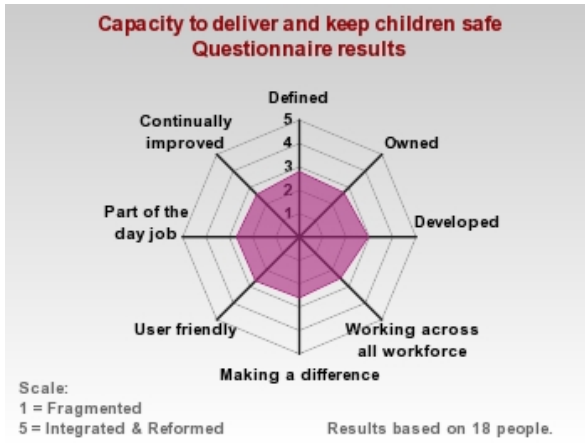 Capacity to deliver and keep children safe
Questionnaire results
Defined
Continually
improved
Owned
5
4
3
2
1
Part of the
day job
Developed
User friendly
Working across
all workforce
Making a difference
Scale:
1 = Fragmented
5 = Integrated & Reformed
Results based on 18 people.